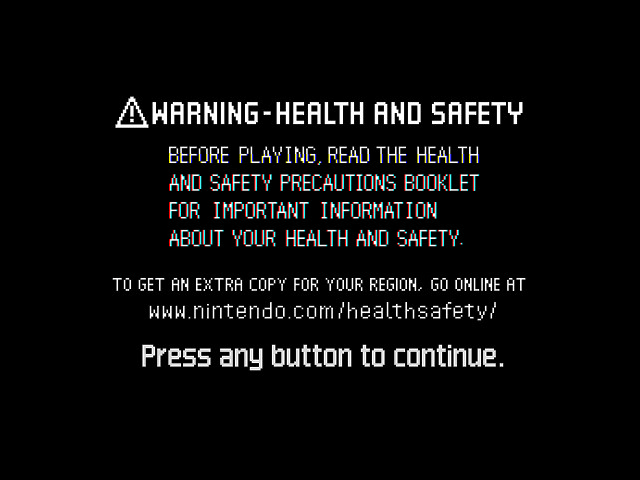 ⚠WARNING-HEALTH AND SAFETY
BEFORE PLAYING, READ THE HEALTH
AND SAFETY PRECAUTIONS BOOKLET
FOR IMPORTANT INFORMATION
ABOUT YOUR HEALTH AND SAFETY.
TO GET AN EXTRA COPY FOR YOUR REGION, GO ONLINE AT
www.nintendo.com/healthsafety/
Press any button to continue.